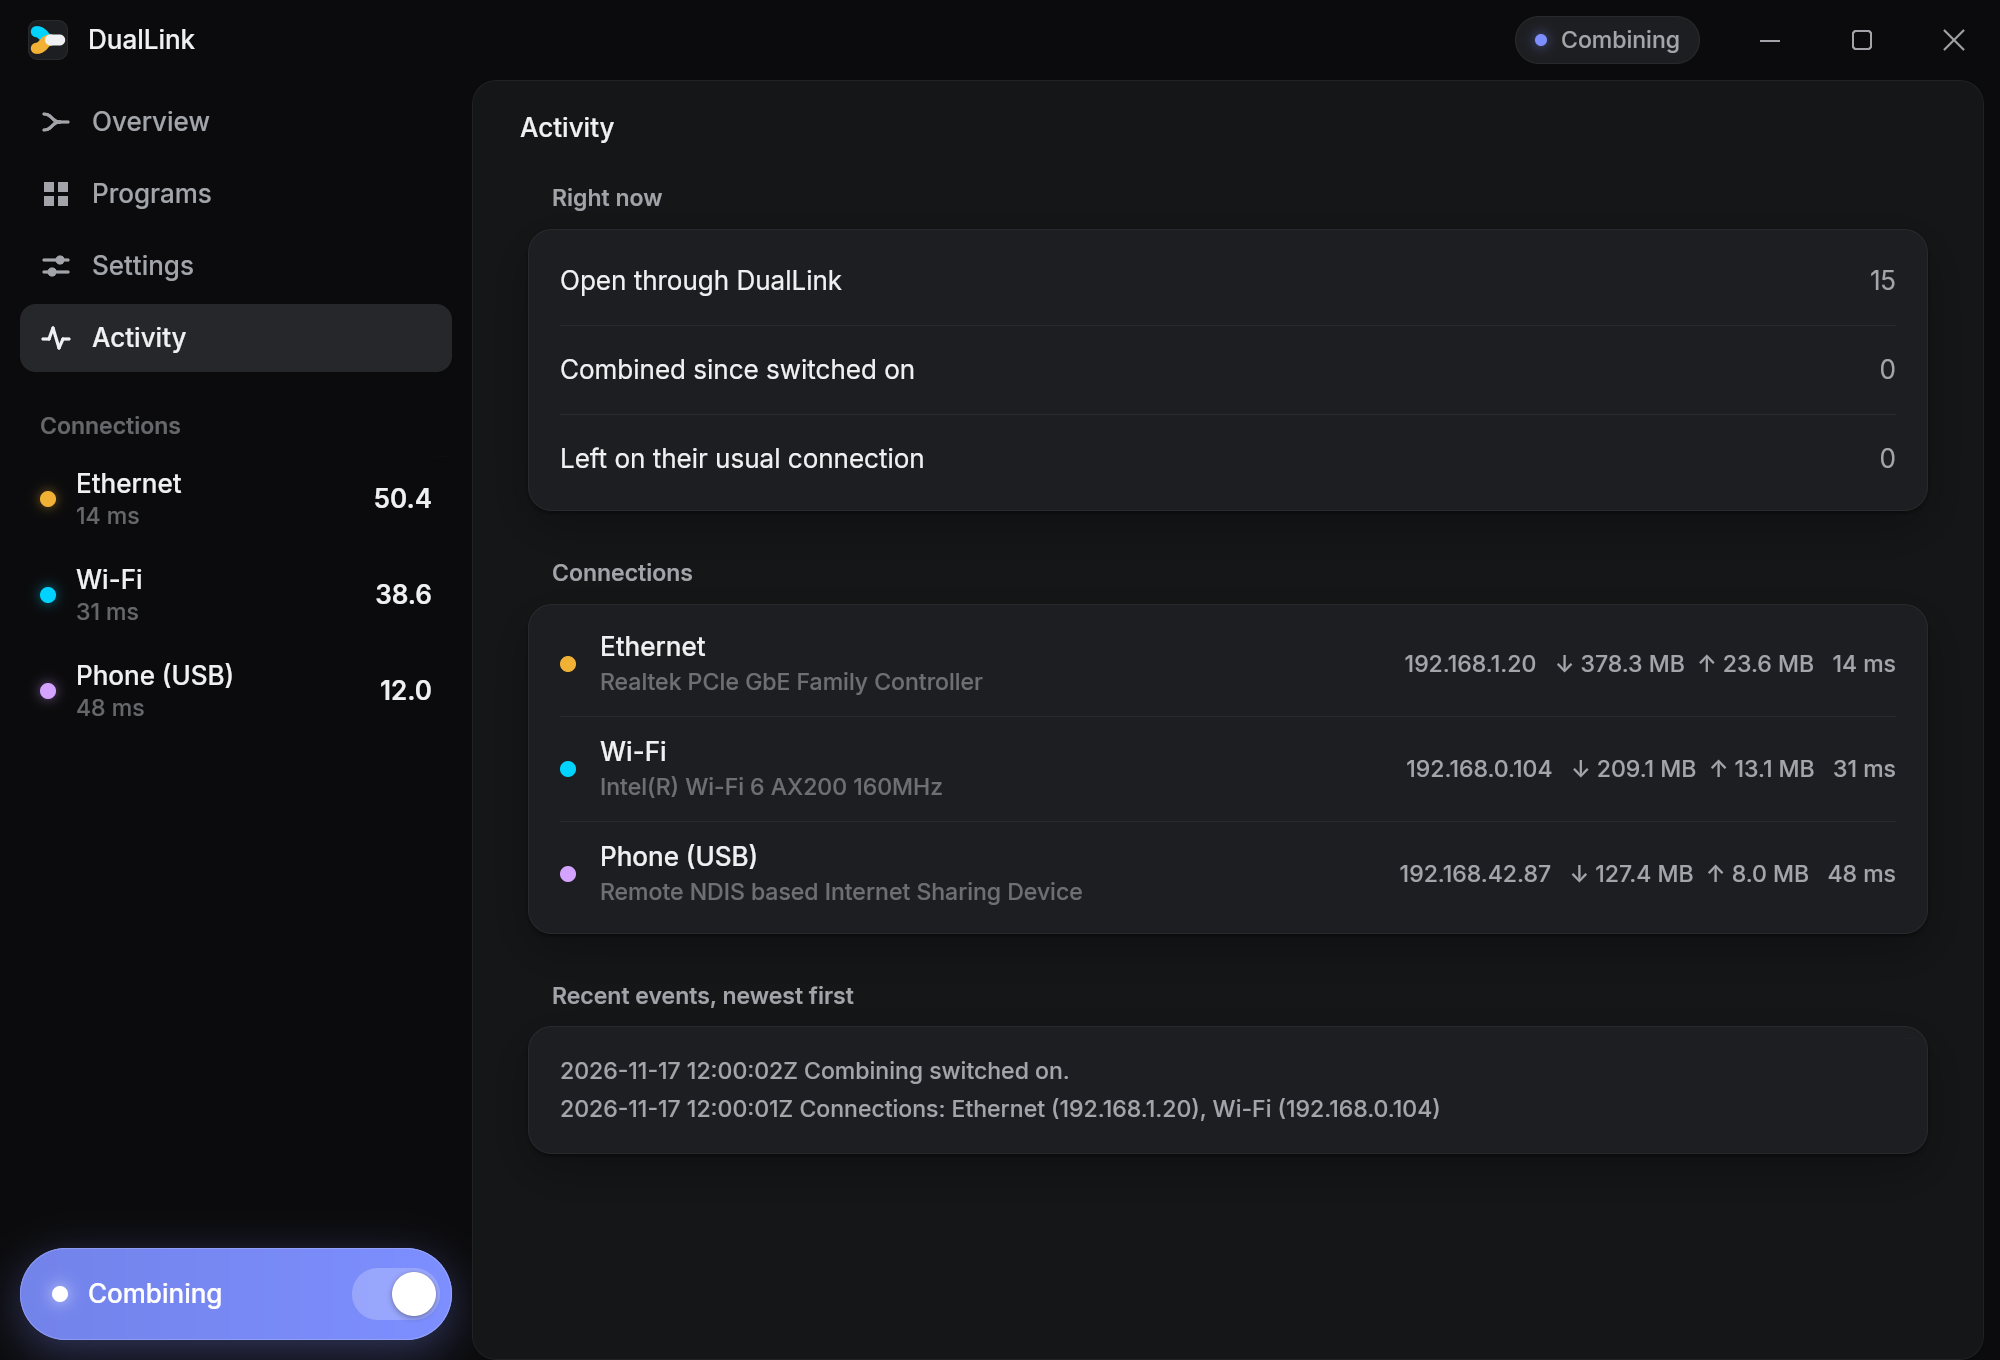 DualLink
Combining
Overview
Programs
Settings
Activity
Connections
Ethernet
14 ms
50.4
Wi-Fi
31 ms
38.6
Phone (USB)
48 ms
12.0
Combining
Activity
Right now
Open through DualLink 15
Combined since switched on 0
Left on their usual connection 0
Connections
Ethernet
Realtek PCIe GbE Family Controller
192.168.1.20 ↓ 378.3 MB ↑ 23.6 MB 14 ms
Wi-Fi
Intel(R) Wi-Fi 6 AX200 160MHz
192.168.0.104 ↓ 209.1 MB ↑ 13.1 MB 31 ms
Phone (USB)
Remote NDIS based Internet Sharing Device
192.168.42.87 ↓ 127.4 MB ↑ 8.0 MB 48 ms
Recent events, newest first
2026-11-17 12:00:02Z Combining switched on.
2026-11-17 12:00:01Z Connections: Ethernet (192.168.1.20), Wi-Fi (192.168.0.104)